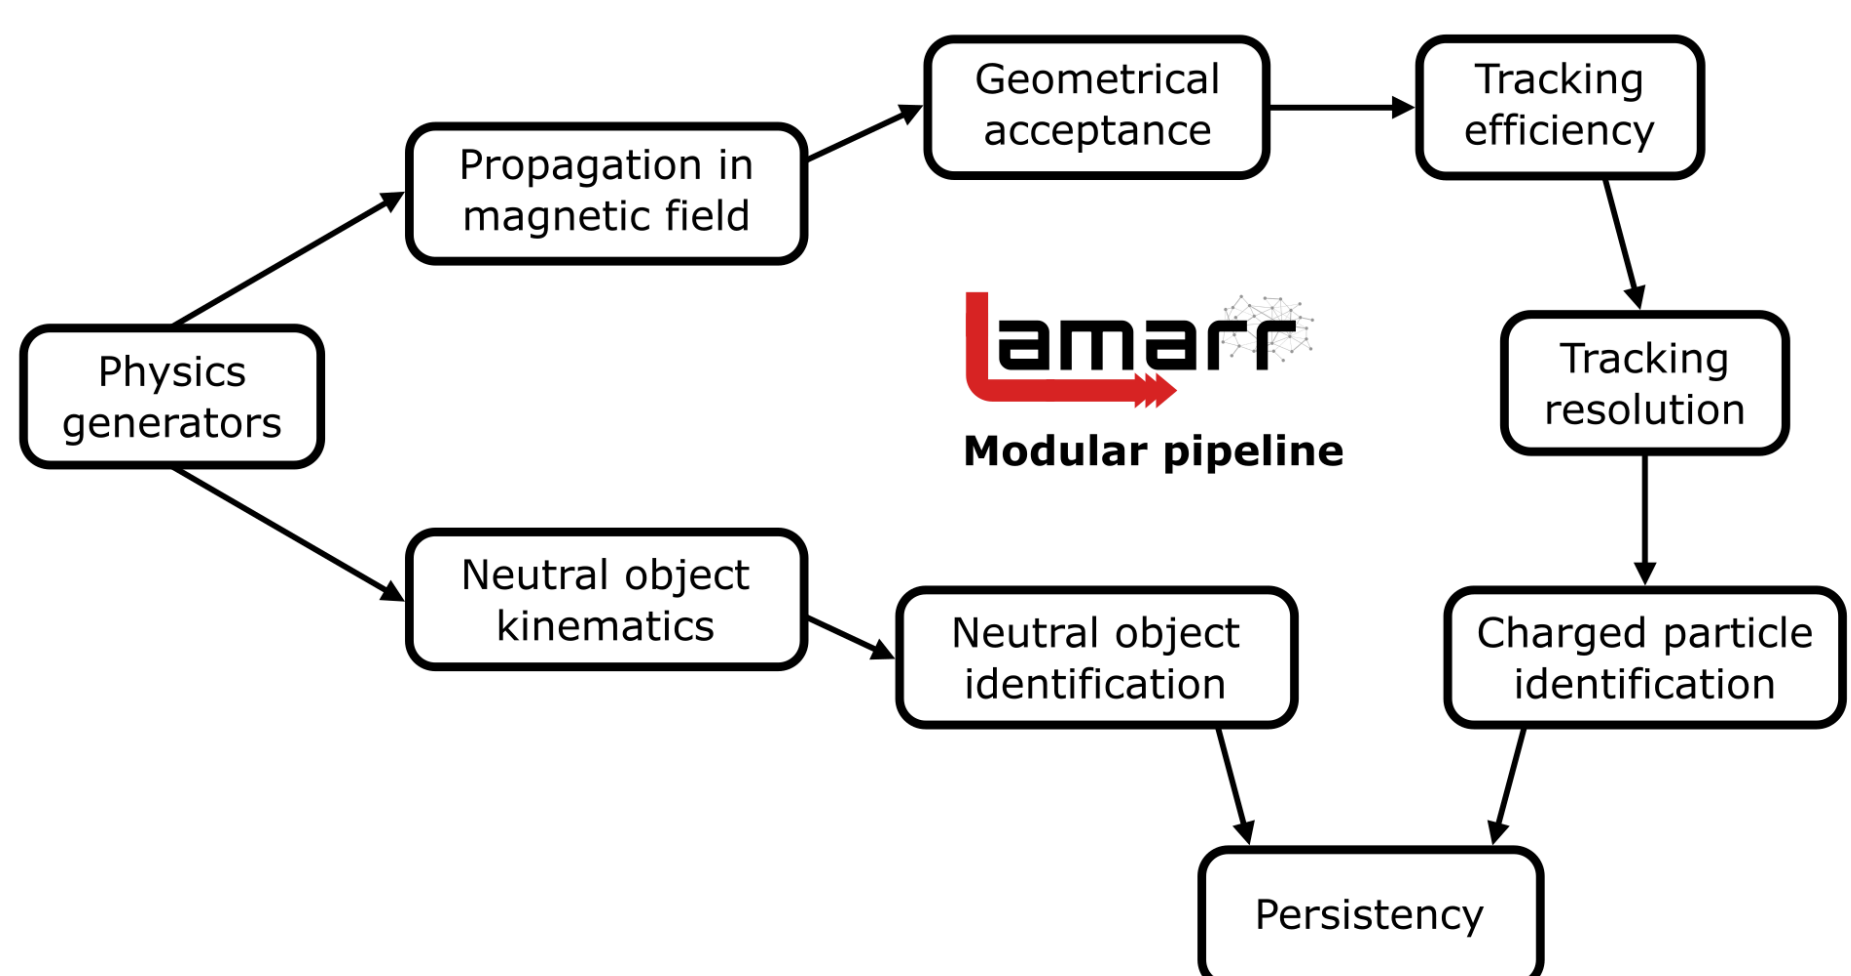 Geometrical
acceptance
Tracking
efficiency
Propagation in
magnetic field
Physics
generators
Lamarr
Modular pipeline
Tracking
resolution
Neutral object
kinematics
Neutral object
identification
Charged particle
identification
Persistency